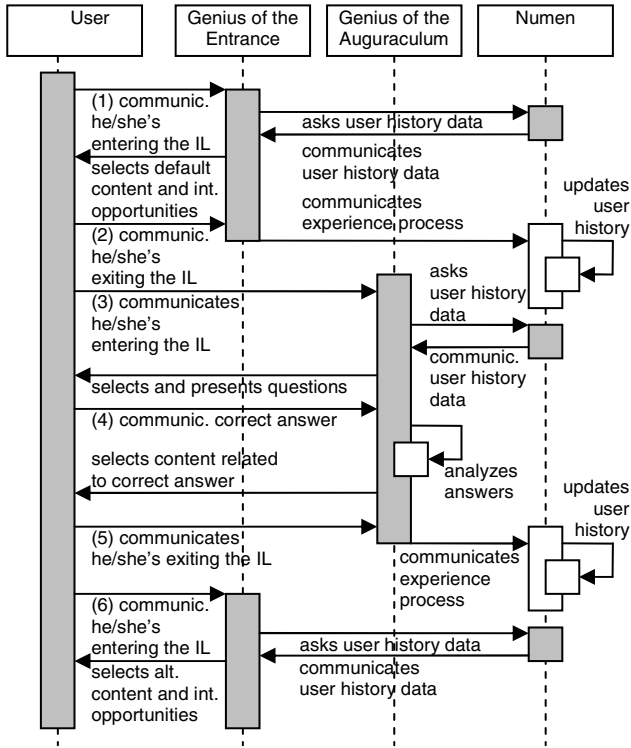 User
Genius of the
Entrance
Genius of the
Auguraculum
Numen
(1) communic.
he/she's
entering the IL
asks user history data
selects default
content and int.
opportunities
communicates
user history data
communicates
experience process
updates
user
history
(2) communic.
he/she's
exiting the IL
(3) communicates
he/she's
entering the IL
asks
user history
data
communic.
user history
data
selects and presents questions
(4) communic. correct answer
analyzes
answers
selects content related
to correct answer
updates
user
history
(5) communicates
he/she's exiting the IL
communicates
experience
process
(6) communic.
he/she's
entering the IL
asks user history data
selects alt.
content and int.
opportunities
communicates
user history data